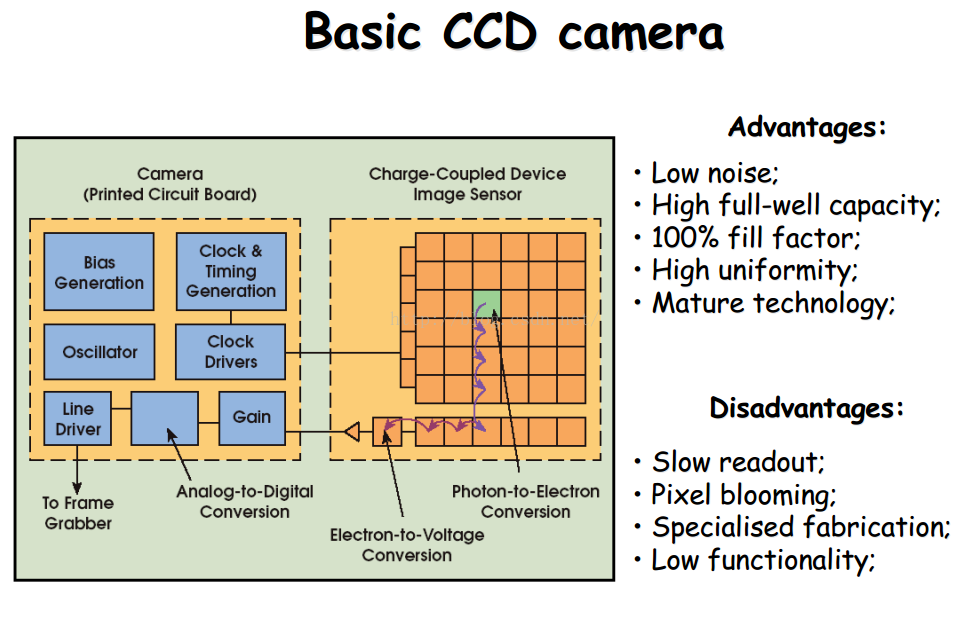 Basic CCD camera
Camera
(Printed Circuit Board)
Charge-Coupled Device
Image Sensor
Bias
Generation
Clock &
Timing
Generation
Oscillator
Clock
Drivers
Line
Driver
Gain
To Frame
Grabber
Analog-to-Digital
Conversion
Electron-to-Voltage
Conversion
Photon-to-Electron
Conversion
Advantages:
• Low noise;
• High full-well capacity;
• 100% fill factor;
• High uniformity;
• Mature technology;
Disadvantages:
• Slow readout;
• Pixel blooming;
• Specialised fabrication;
• Low functionality;